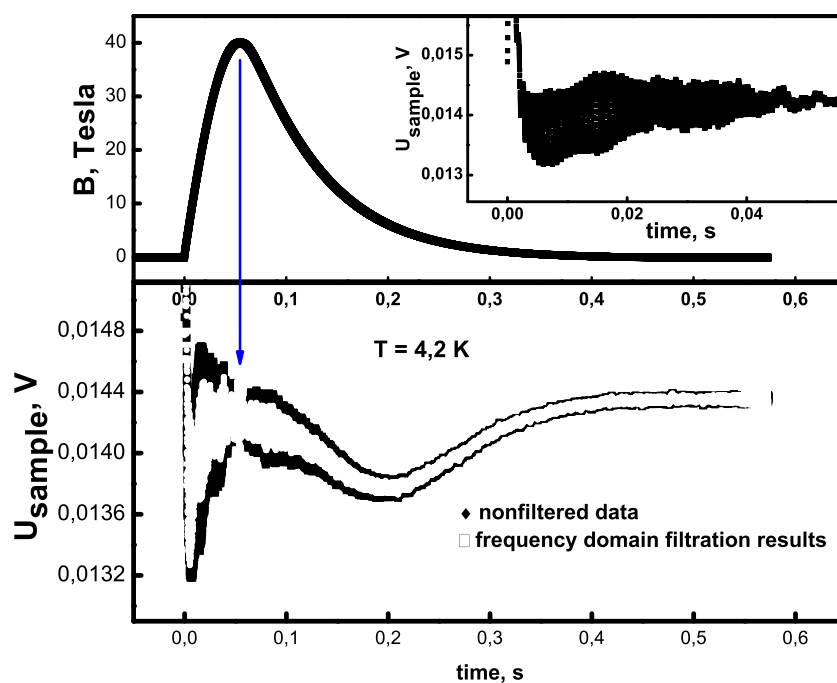 40
30
20
10
0
B, Tesla
0,015
0,014
0,013
U sample, V
0,00 0,02 0,04
time, s
0,0 0,1 0,2 0,3 0,4 0,5 0,6
T = 4,2 K
0,0148
0,0144
0,0140
0,0136
0,0132
U sample, V
nonfiltered data
frequency domain filtration results
0,0 0,1 0,2 0,3 0,4 0,5 0,6
time, s